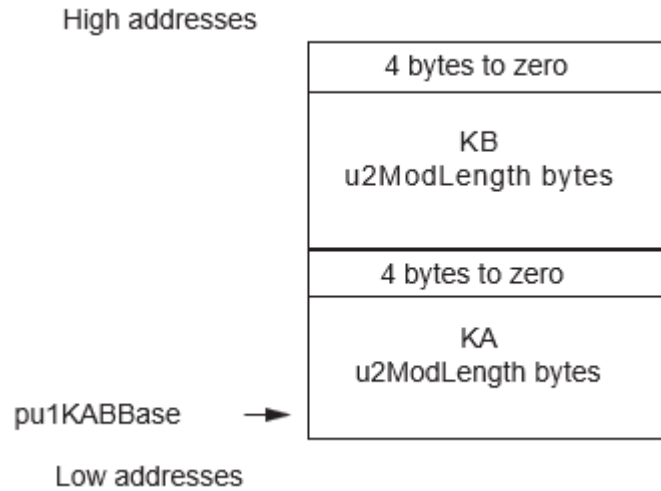 High addresses
4 bytes to zero
KB
u2ModLength bytes
4 bytes to zero
KA
u2ModLength bytes
pu1KABBase
Low addresses